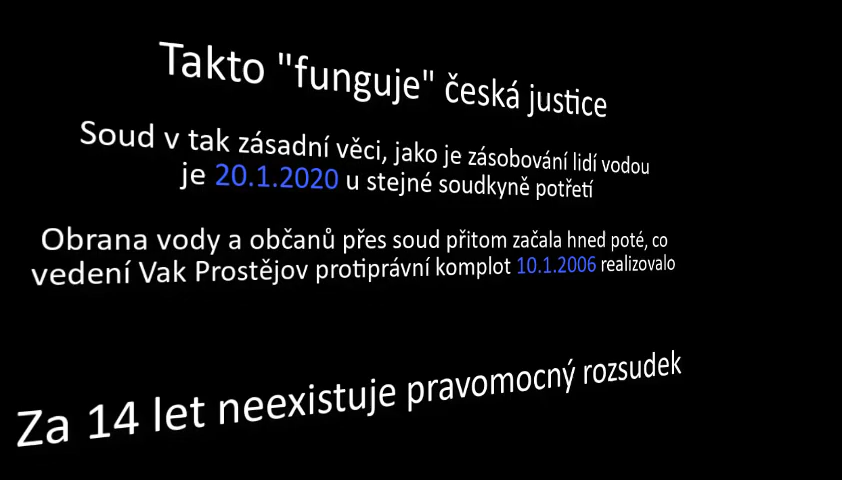 Takto "funguje" česká justice
Soud v tak zásadní věci, jako je zásobování lidí vodou
je 20.1.2020 u stejné soudkyně potřetí
Obrana vody a občanů přes soud přitom začala hned poté, co
vedení Vak Prostějov protiprávní komplot 10.1.2006 realizovalo
Za 14 let neexistuje pravomocný rozsudek